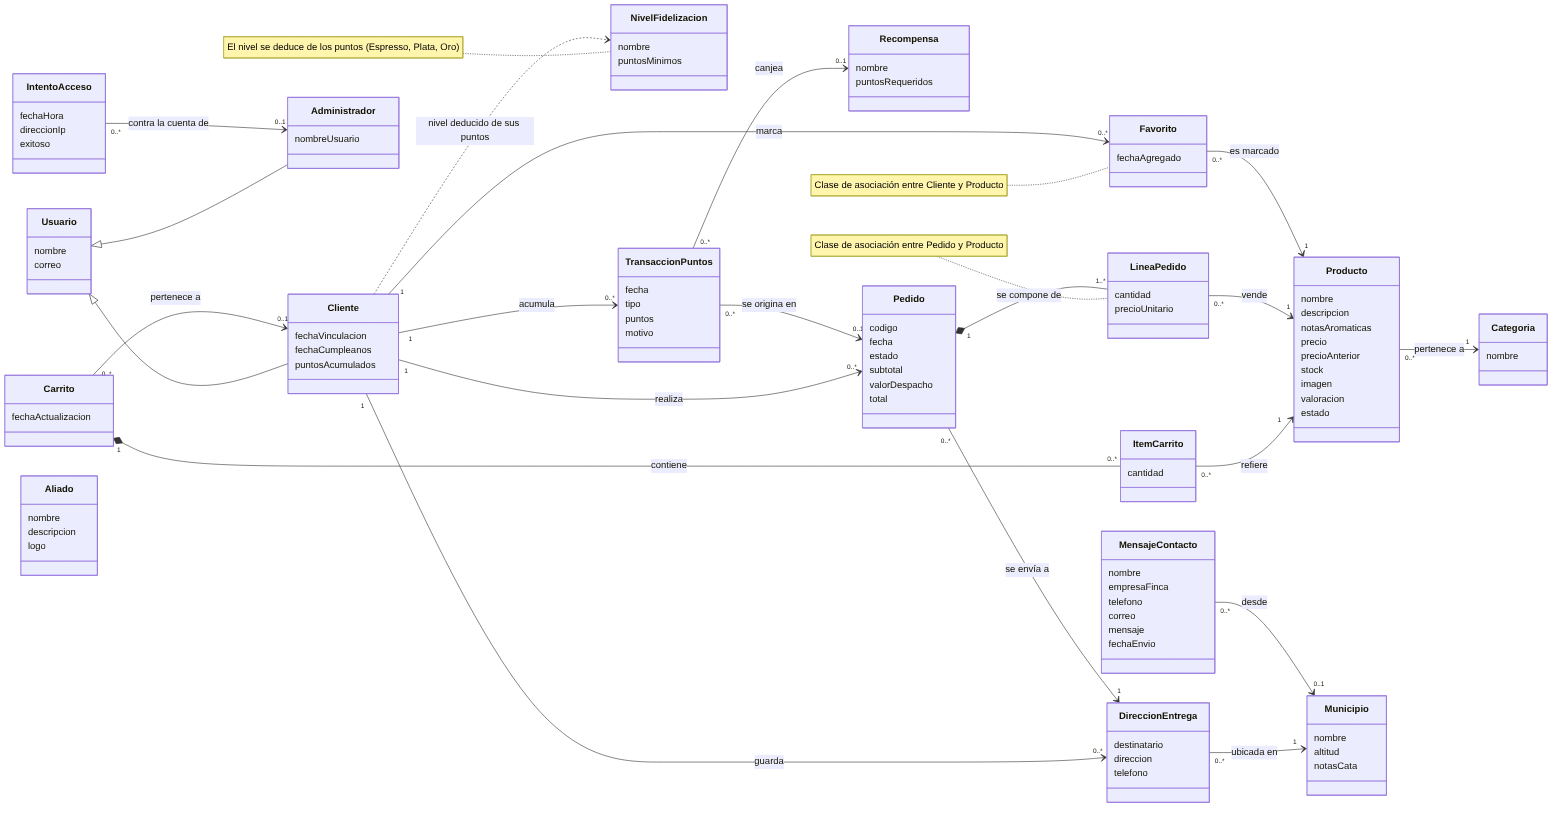 NivelFidelizacion
nombre
puntosMinimos
El nivel se deduce de los puntos (Espresso, Plata, Oro)
Recompensa
nombre
puntosRequeridos
0..1
canjea
IntentoAcceso
fechaHora
direccionIp
exitoso
0..*
contra la cuenta de
0..1
Administrador
nombreUsuario
nivel deducido de sus
puntos
marca
0..*
Favorito
fechaAgregado
0..*
es marcado
1
Clase de asociación entre Cliente y Producto
Usuario
nombre
correo
Clase de asociación entre Pedido y Producto
0..*
TransaccionPuntos
fecha
tipo
puntos
motivo
0..*
se origina en
0..1
LineaPedido
cantidad
precioUnitario
1..*
se compone de
1
0..*
vende
1
Producto
nombre
descripcion
notasAromaticas
precio
precioAnterior
stock
imagen
valoracion
estado
0..*
pertenece a
1
Categoria
nombre
pertenece a
0..1
0..*
Cliente
fechaVinculacion
fechaCumpleanos
puntosAcumulados
1
1
acumula
0..*
1
realiza
0..*
1
Pedido
codigo
fecha
estado
subtotal
valorDespacho
total
0..*
Carrito
fechaActualizacion
1
contiene
0..*
ItemCarrito
cantidad
0..*
refiere
1
Aliado
nombre
descripcion
logo
MensajeContacto
nombre
empresaFinca
telefono
correo
mensaje
fechaEnvio
0..*
desde
0..1
se envía a
1
DireccionEntrega
destinatario
direccion
telefono
guarda
0..*
0..*
ubicada en
1
Municipio
nombre
altitud
notasCata